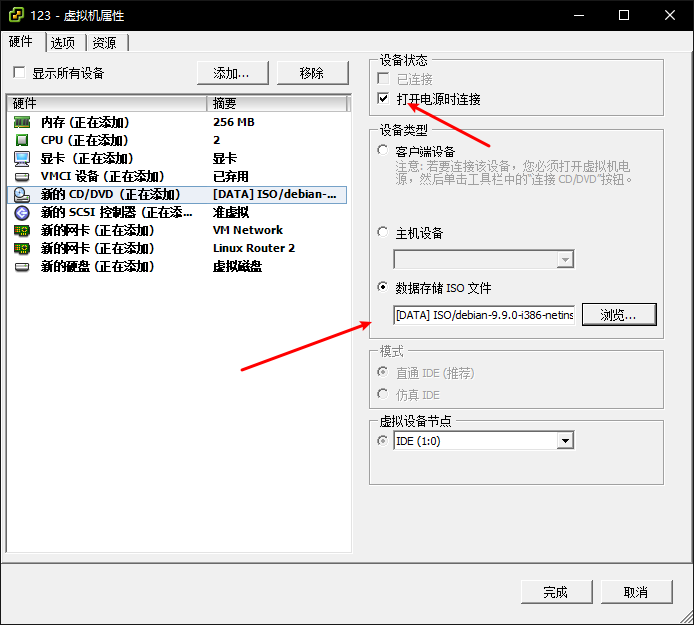 123 - 虚拟机属性
硬件 选项 资源
显示所有设备
添加...
移除
硬件 摘要
内存 (正在添加) 256 MB
CPU (正在添加) 2
显卡 (正在添加) 显卡
VMCI 设备 (正在添加) 已弃用
新的 CD/DVD (正在添加) [DATA] ISO/debian-...
新的 SCSI 控制器 (正在添... 准虚拟
新的网卡 (正在添加) VM Network
新的网卡 (正在添加) Linux Router 2
新的硬盘 (正在添加) 虚拟磁盘
设备状态
已连接
打开电源时连接
设备类型
客户端设备
注意: 若要连接该设备，您必须打开虚拟机电
源，然后单击工具栏中的"连接 CD/DVD"按钮。
主机设备
数据存储 ISO 文件
[DATA] ISO/debian-9.9.0-i386-netins
浏览...
模式
直通 IDE (推荐)
仿真 IDE
虚拟设备节点
IDE (1:0)
完成
取消